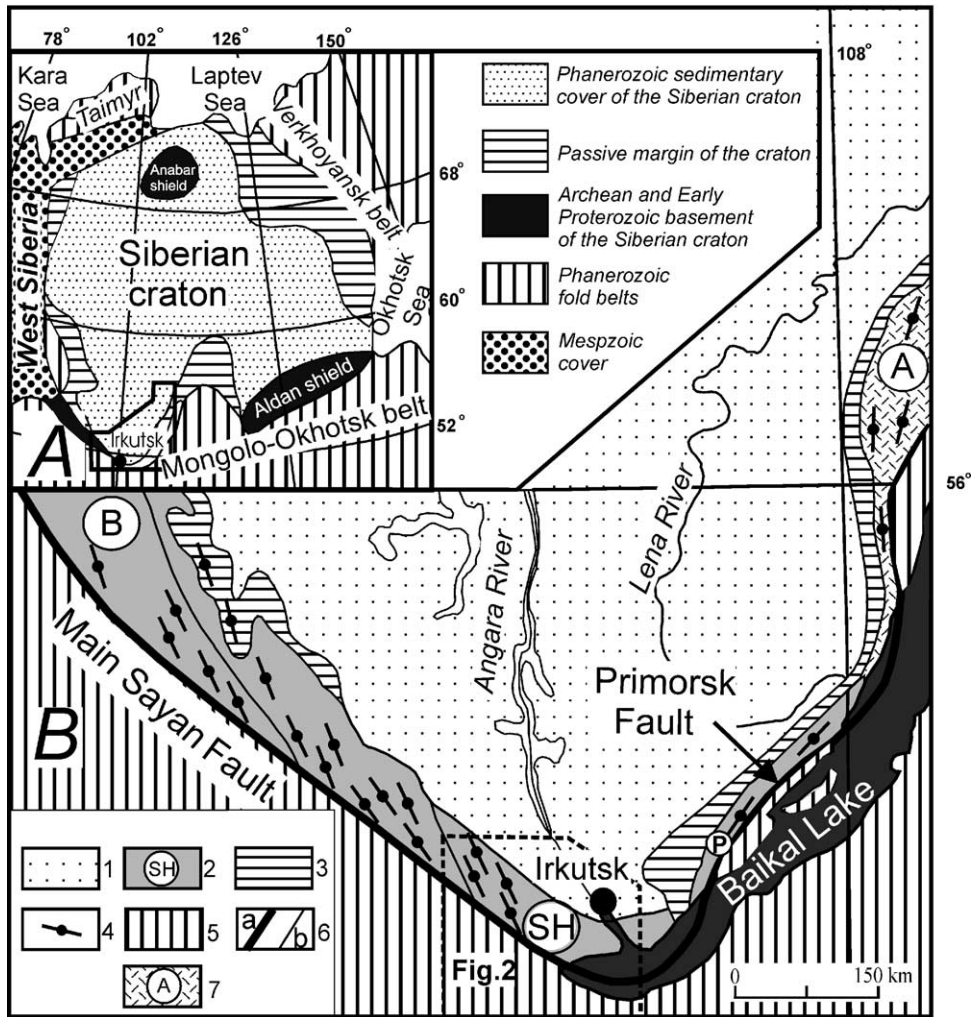 78°
102°
126°
150°
108°
Kara
Sea
Taimyr
Laptev
Sea
Verkhoyansk belt
Anabar
shield
68°
Siberian
craton
West Siberia
60°
Okhotsk
Sea
Aldan shield
52°
Irkutsk
Mongolo-Okhotsk belt
A
Phanerozoic sedimentary
cover of the Siberian craton
Passive margin of the craton
Archean and Early
Proterozoic basement
of the Siberian craton
Phanerozoic
fold belts
Mespzoic
cover
A
56°
B
Lena River
Angara River
Main Sayan Fault
Primorsk
Fault
B
P
Baikal Lake
Irkutsk
SH
Fig.2
0 150 km
1
SH 2
3
4
5
a b 6
A 7